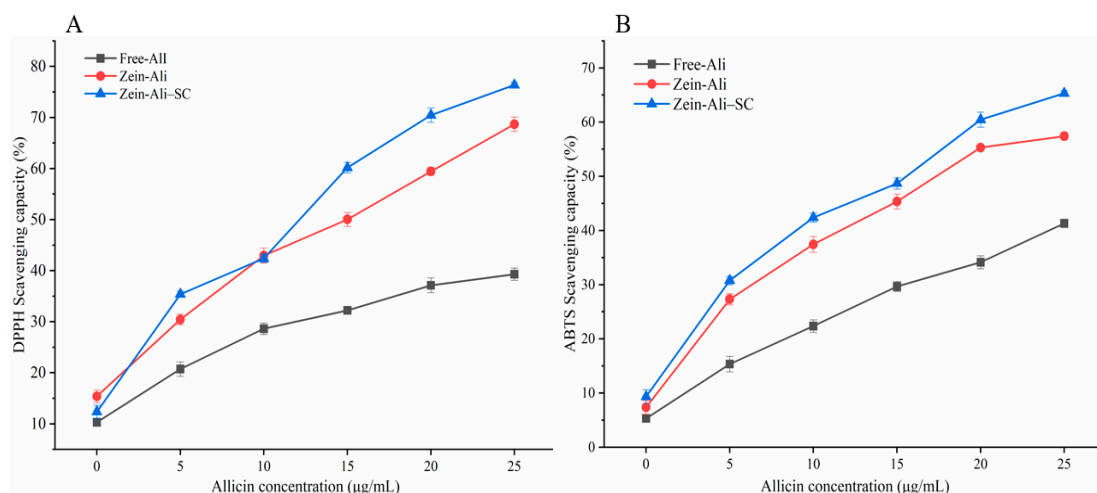 A
Free-All
Zein-Ali
Zein-Ali–SC
DPPH Scavenging capacity (%)
80
70
60
50
40
30
20
10
0 5 10 15 20 25
Allicin concentration (μg/mL)
B
Free-Ali
Zein-Ali
Zein-Ali–SC
ABTS Scavenging capacity (%)
70
60
50
40
30
20
10
0
0 5 10 15 20 25
Allicin concentration (μg/mL)